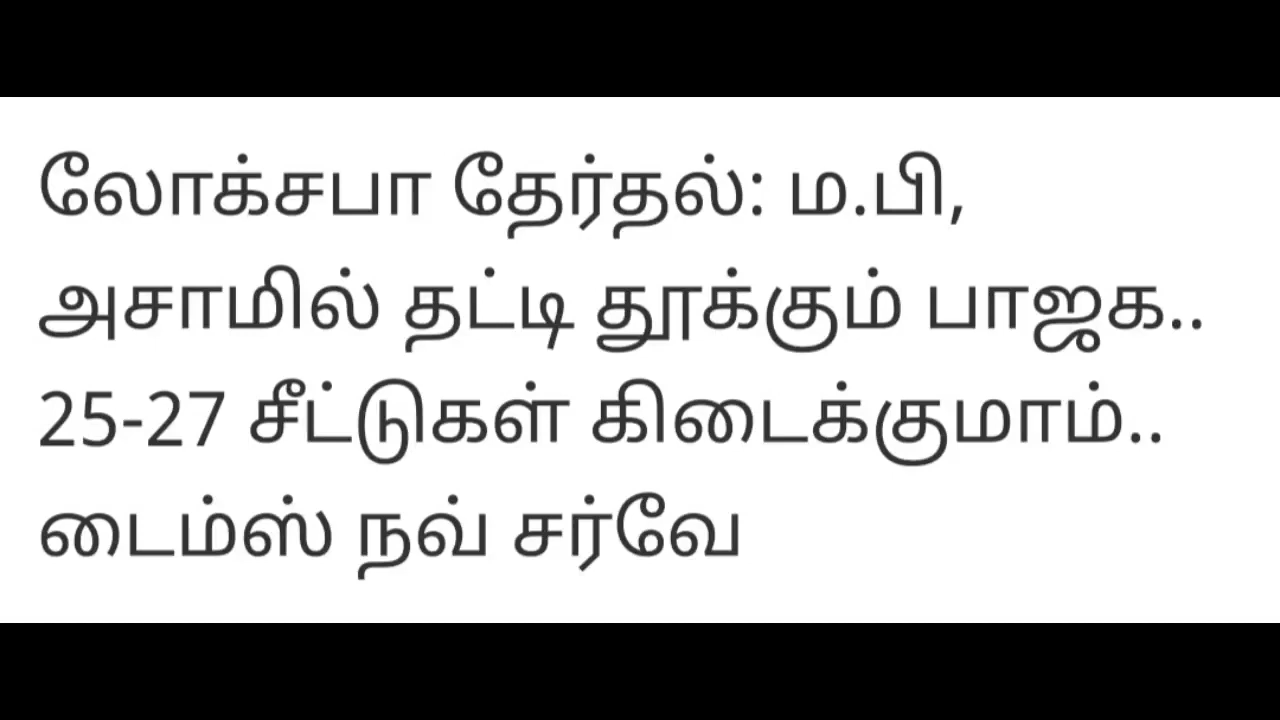 லோக்சபா தேர்தல்: ம.பி,
அசாமில் தட்டி தூக்கும் பாஜக..
25-27 சீட்டுகள் கிடைக்குமாம்..
டைம்ஸ் நவ் சர்வே